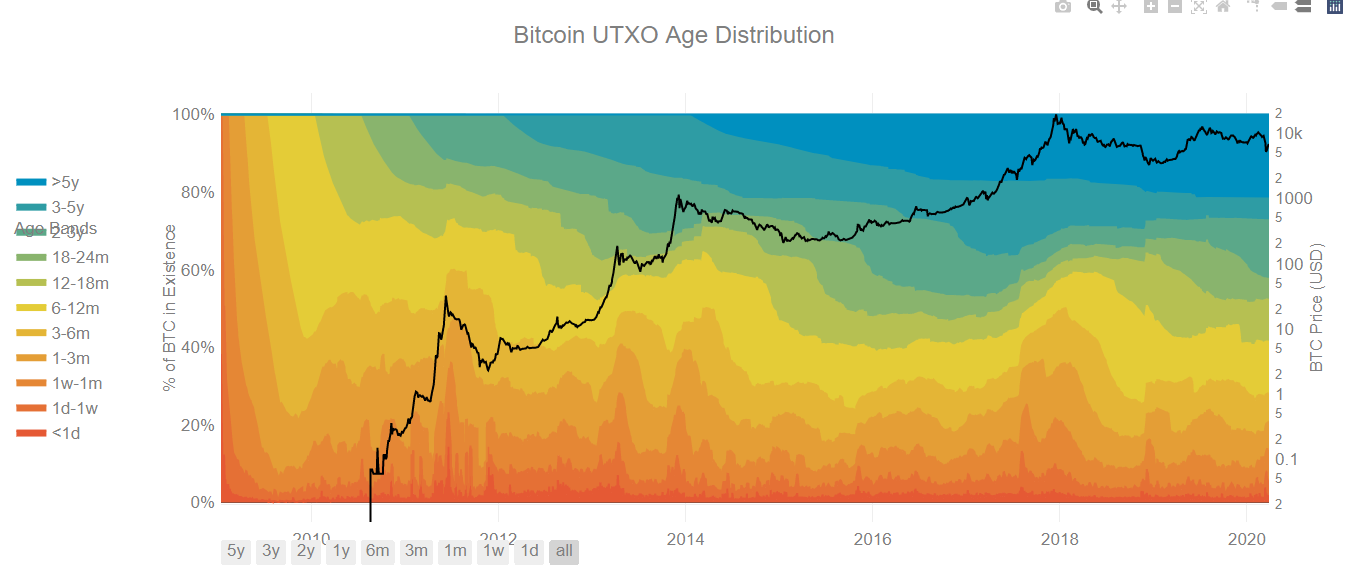 Bitcoin UTXO Age Distribution
Age Bands
>5y
3-5y
2-3y
18-24m
12-18m
6-12m
3-6m
1-3m
1w-1m
1d-1w
<1d
% of BTC in Existence
100%
80%
60%
40%
20%
0%
2
10k
5
2
1000
5
2
100
5
2
10
5
2
1
5
2
0.1
5
2
BTC Price (USD)
2010
2012
2014
2016
2018
2020
5y
3y
2y
1y
6m
3m
1m
1w
1d
all